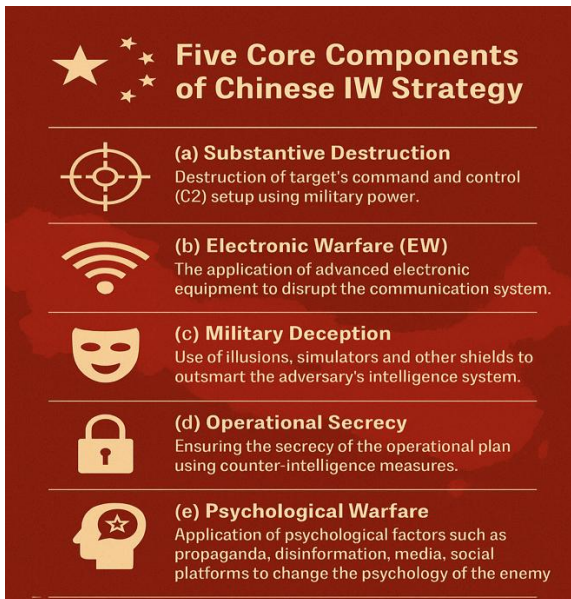 Five Core Components
of Chinese IW Strategy
(a) Substantive Destruction
Destruction of target's command and control
(C2) setup using military power.
(b) Electronic Warfare (EW)
The application of advanced electronic
equipment to disrupt the communication system.
(c) Military Deception
Use of illusions, simulators and other shields to
outsmart the adversary's intelligence system.
(d) Operational Secrecy
Ensuring the secrecy of the operational plan
using counter-intelligence measures.
(e) Psychological Warfare
Application of psychological factors such as
propaganda, disinformation, media, social
platforms to change the psychology of the enemy